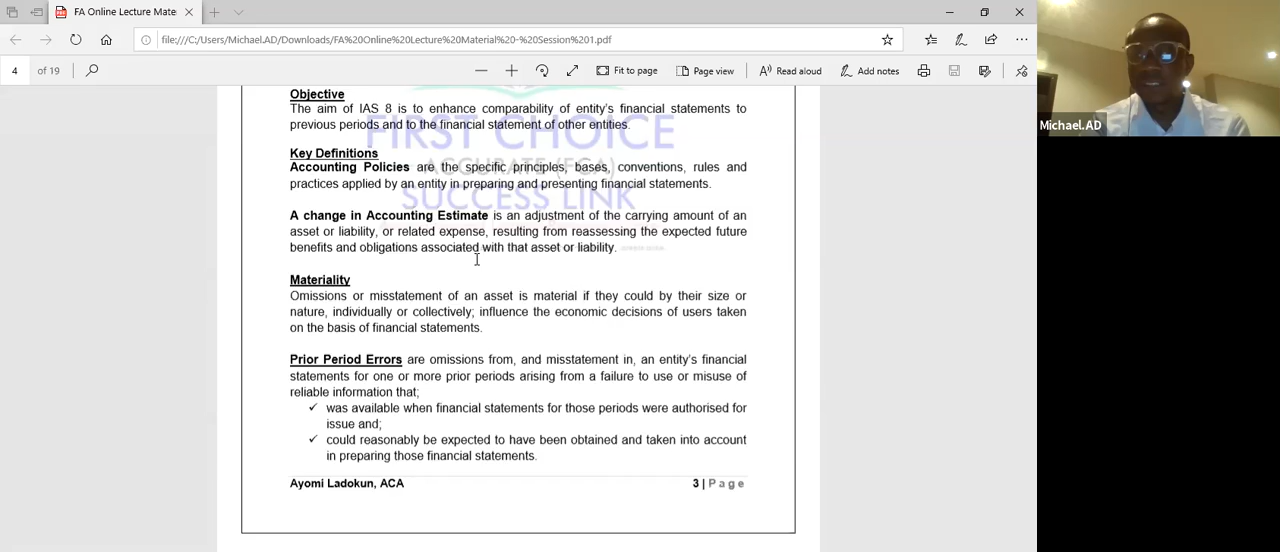 FA Online Lecture Mate
file:///C:/Users/Michael.AD/Downloads/FA%20Online%20Lecture%20Material%20-%20Session%201.pdf
4 of 19
Fit to page
Page view
Read aloud
Add notes
Michael.AD
Objective
The aim of IAS 8 is to enhance comparability of entity's financial statements to
previous periods and to the financial statement of other entities.
FIRST CHOICE
Key Definitions
Accounting Policies are the specific principles, bases, conventions, rules and
ACCURATE (FCA)
practices applied by an entity in preparing and presenting financial statements.
SUCCESS LINK
A change in Accounting Estimate is an adjustment of the carrying amount of an
asset or liability, or related expense, resulting from reassessing the expected future
benefits and obligations associated with that asset or liability.
Materiality
Omissions or misstatement of an asset is material if they could by their size or
nature, individually or collectively; influence the economic decisions of users taken
on the basis of financial statements.
Prior Period Errors are omissions from, and misstatement in, an entity's financial
statements for one or more prior periods arising from a failure to use or misuse of
reliable information that;
✓ was available when financial statements for those periods were authorised for
issue and;
✓ could reasonably be expected to have been obtained and taken into account
in preparing those financial statements.
Ayomi Ladokun, ACA
3 | Page